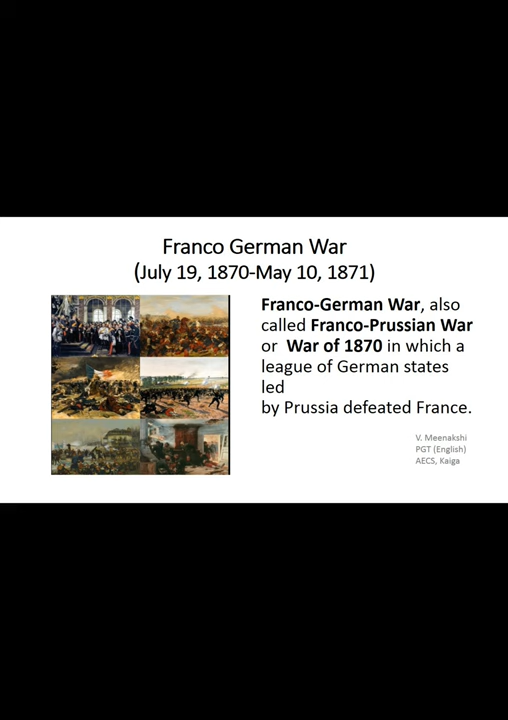 Franco German War
(July 19, 1870-May 10, 1871)
Franco-German War, also
called Franco-Prussian War
or War of 1870 in which a
league of German states
led
by Prussia defeated France.
V. Meenakshi
PGT (English)
AECS, Kaiga